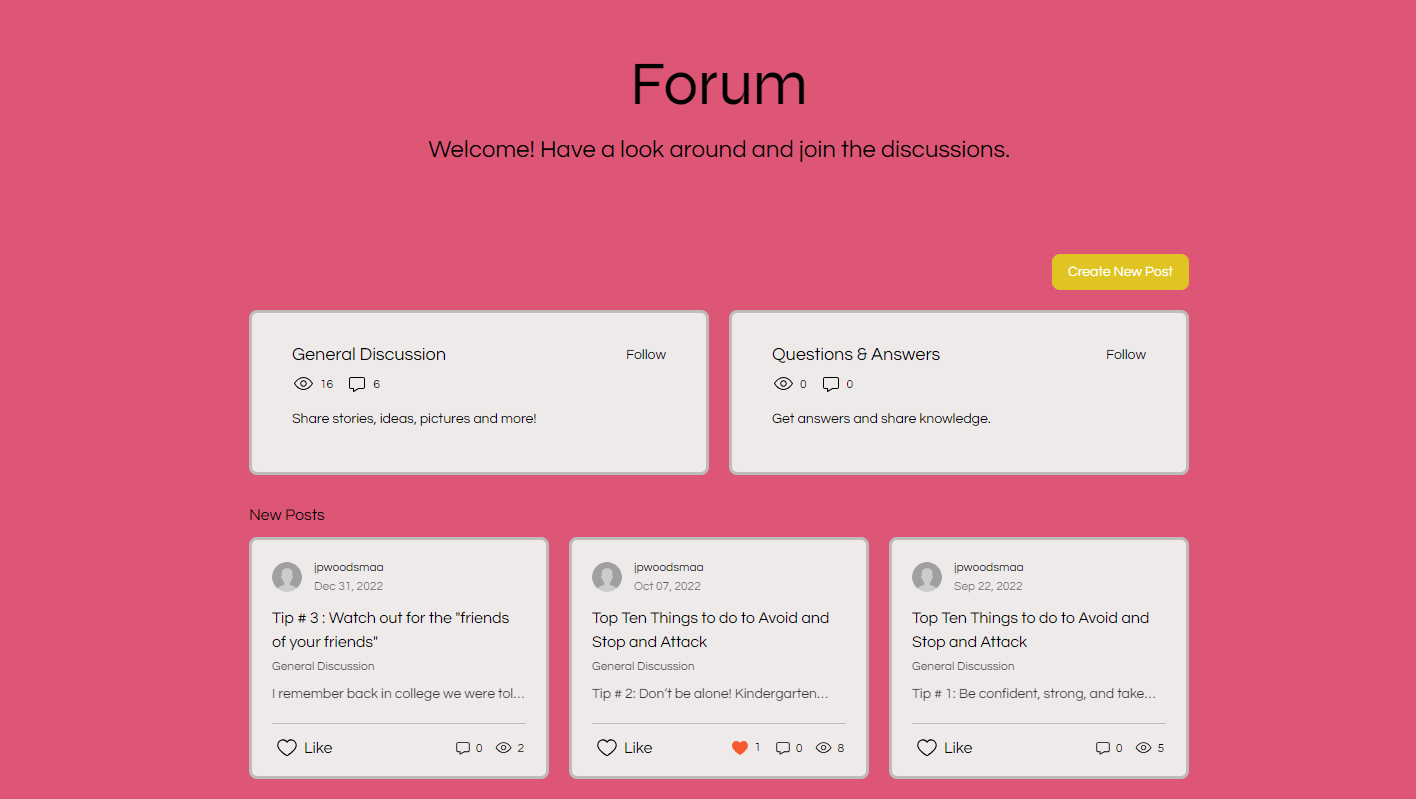 Forum
Welcome! Have a look around and join the discussions.
Create New Post
General Discussion
Follow
16 6
Share stories, ideas, pictures and more!
Questions & Answers
Follow
0 0
Get answers and share knowledge.
New Posts
jpwoodsmaa
Dec 31, 2022
Tip # 3 : Watch out for the "friends
of your friends"
General Discussion
I remember back in college we were tol...
Like
0 2
jpwoodsmaa
Oct 07, 2022
Top Ten Things to do to Avoid and
Stop and Attack
General Discussion
Tip # 2: Don’t be alone! Kindergarten...
Like
1 0 8
jpwoodsmaa
Sep 22, 2022
Top Ten Things to do to Avoid and
Stop and Attack
General Discussion
Tip # 1: Be confident, strong, and take...
Like
0 5